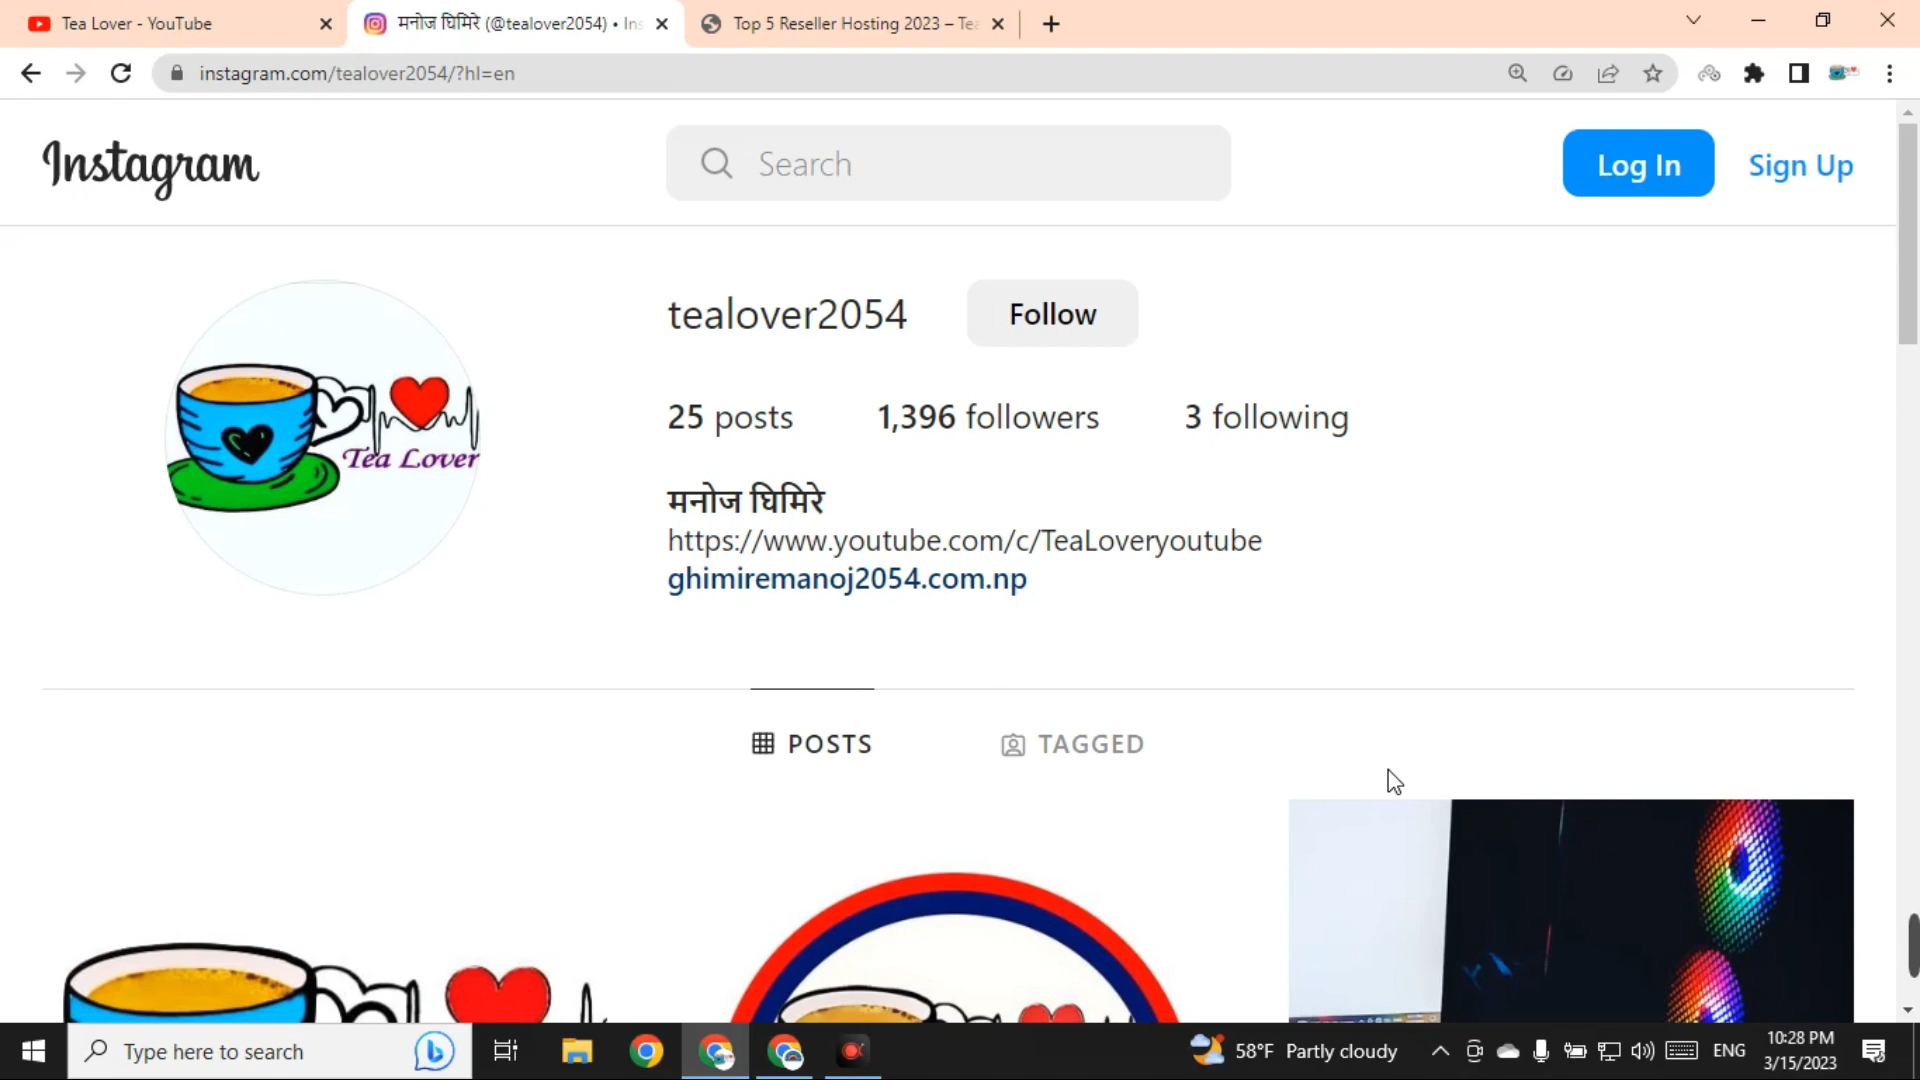 Tea Lover - YouTube
मनोज घिमिरे (@tealover2054) • Ins
Top 5 Reseller Hosting 2023 – Tea
instagram.com/tealover2054/?hl=en
Instagram
Search
Log In
Sign Up
tealover2054
Follow
25 posts
1,396 followers
3 following
Tea Lover
मनोज घिमिरे
https://www.youtube.com/c/TeaLoveryoutube
ghimiremanoj2054.com.np
POSTS
TAGGED
Type here to search
58°F Partly cloudy
ENG
10:28 PM
3/15/2023